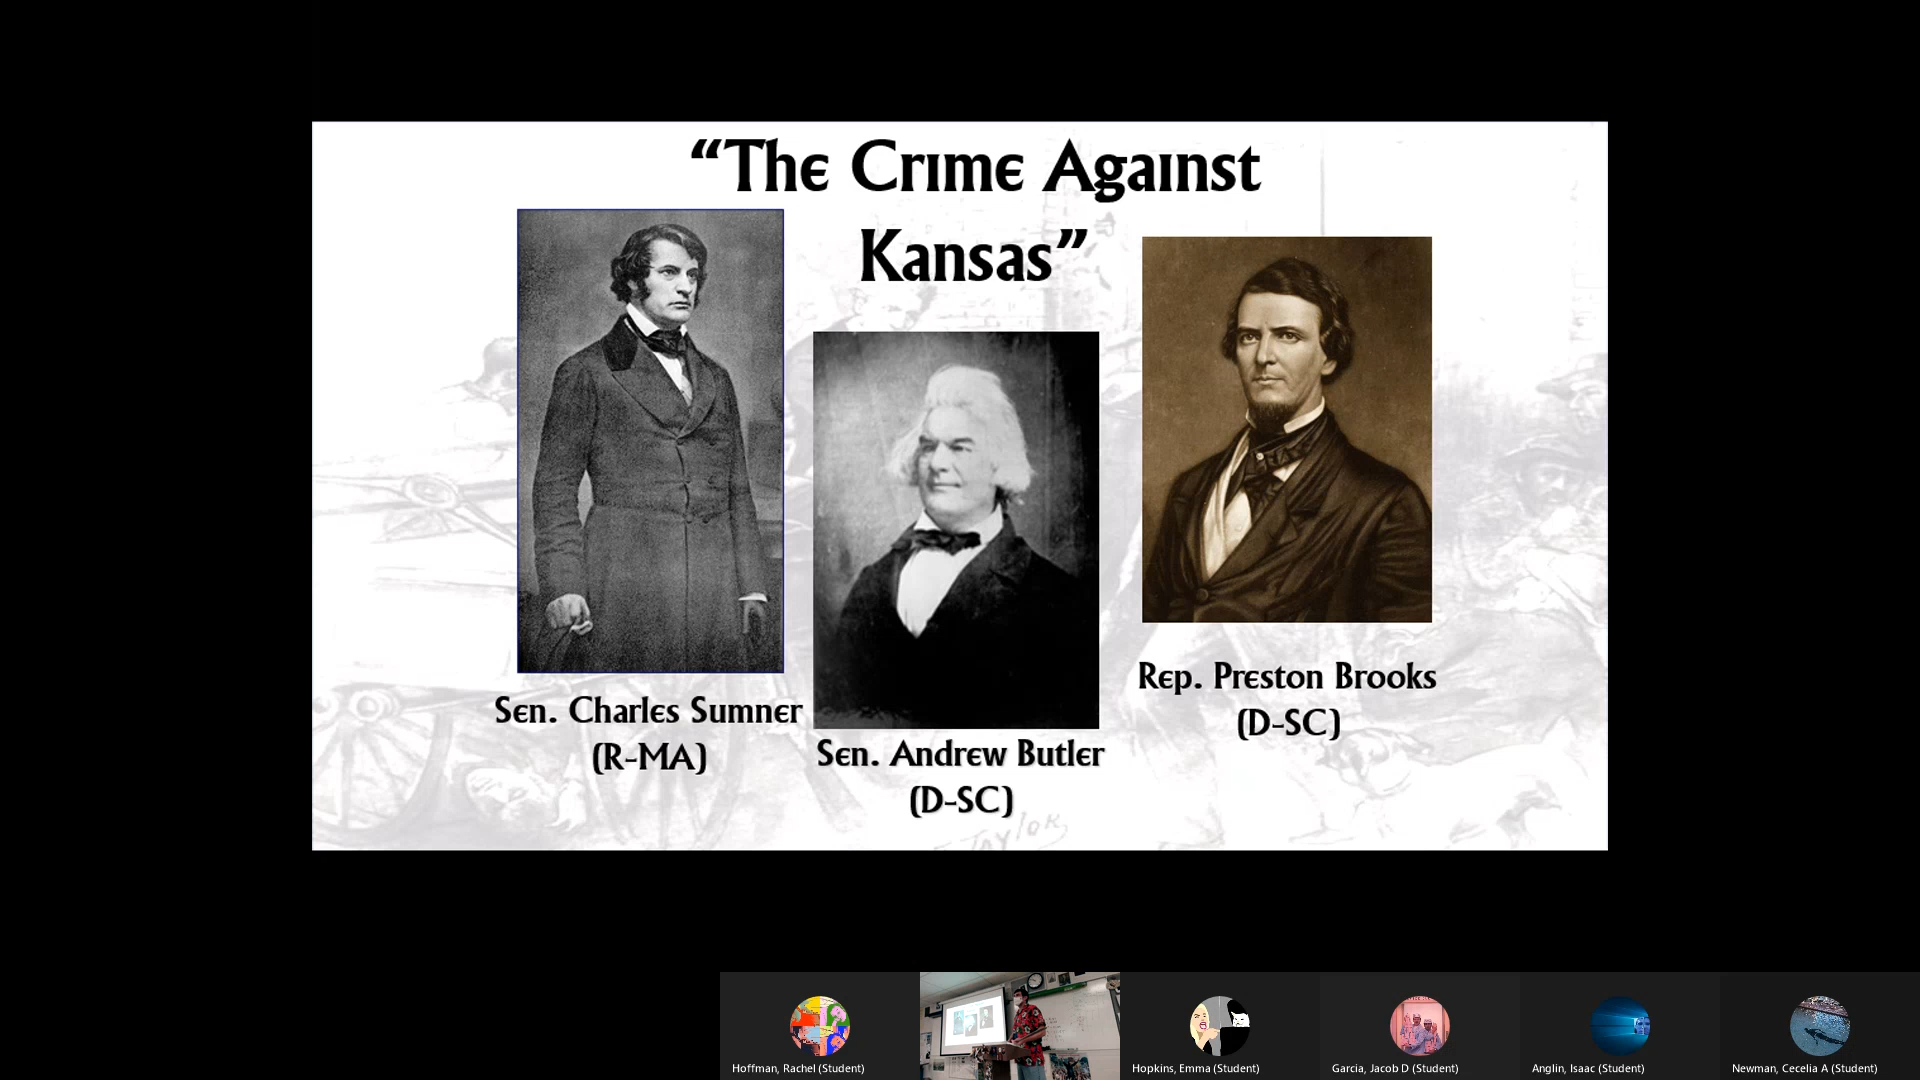 “The Crime Against
Kansas”
Sen. Charles Sumner
(R-MA)
Sen. Andrew Butler
(D-SC)
Rep. Preston Brooks
(D-SC)
Taylor
Hoffman, Rachel (Student)
Hopkins, Emma (Student)
Garcia, Jacob D (Student)
Anglin, Isaac (Student)
Newman, Cecelia A (Student)